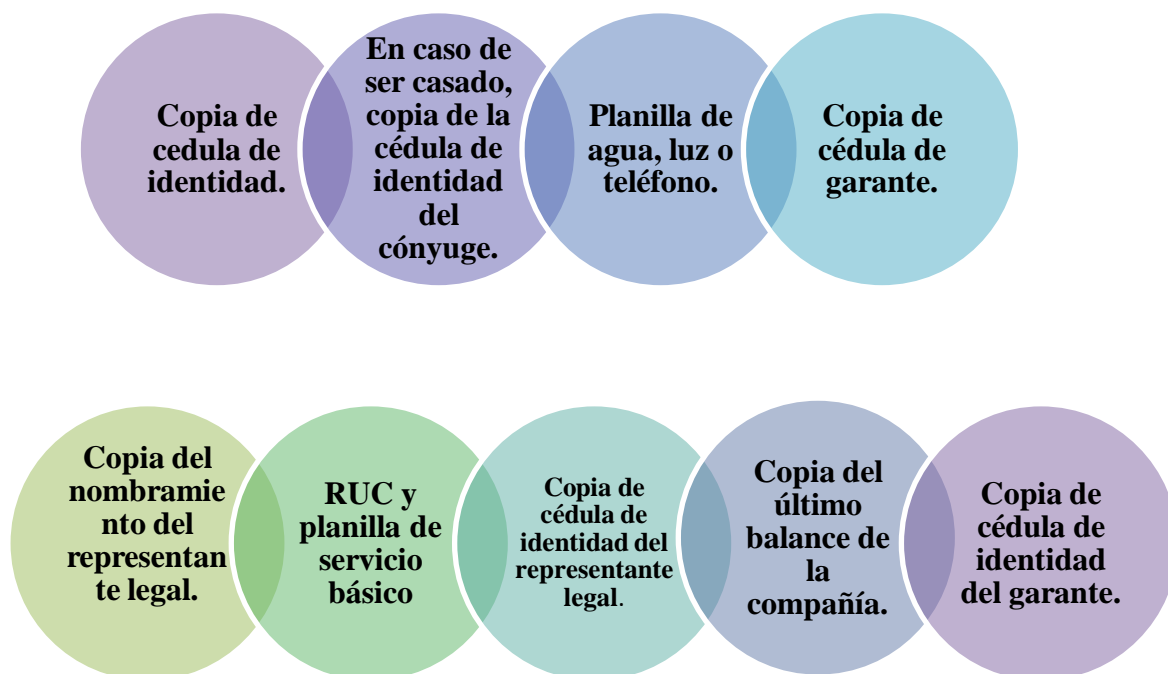 Copia de
cedula de
identidad.
En caso de
ser casado,
copia de la
cédula de
identidad
del
cónyuge.
Planilla de
agua, luz o
teléfono.
Copia de
cédula de
garante.
Copia del
nombramie
nto del
representan
te legal.
RUC y
planilla de
servicio
básico
Copia de
cédula de
identidad del
representante
legal.
Copia del
último
balance de
la
compañía.
Copia de
cédula de
identidad
del garante.